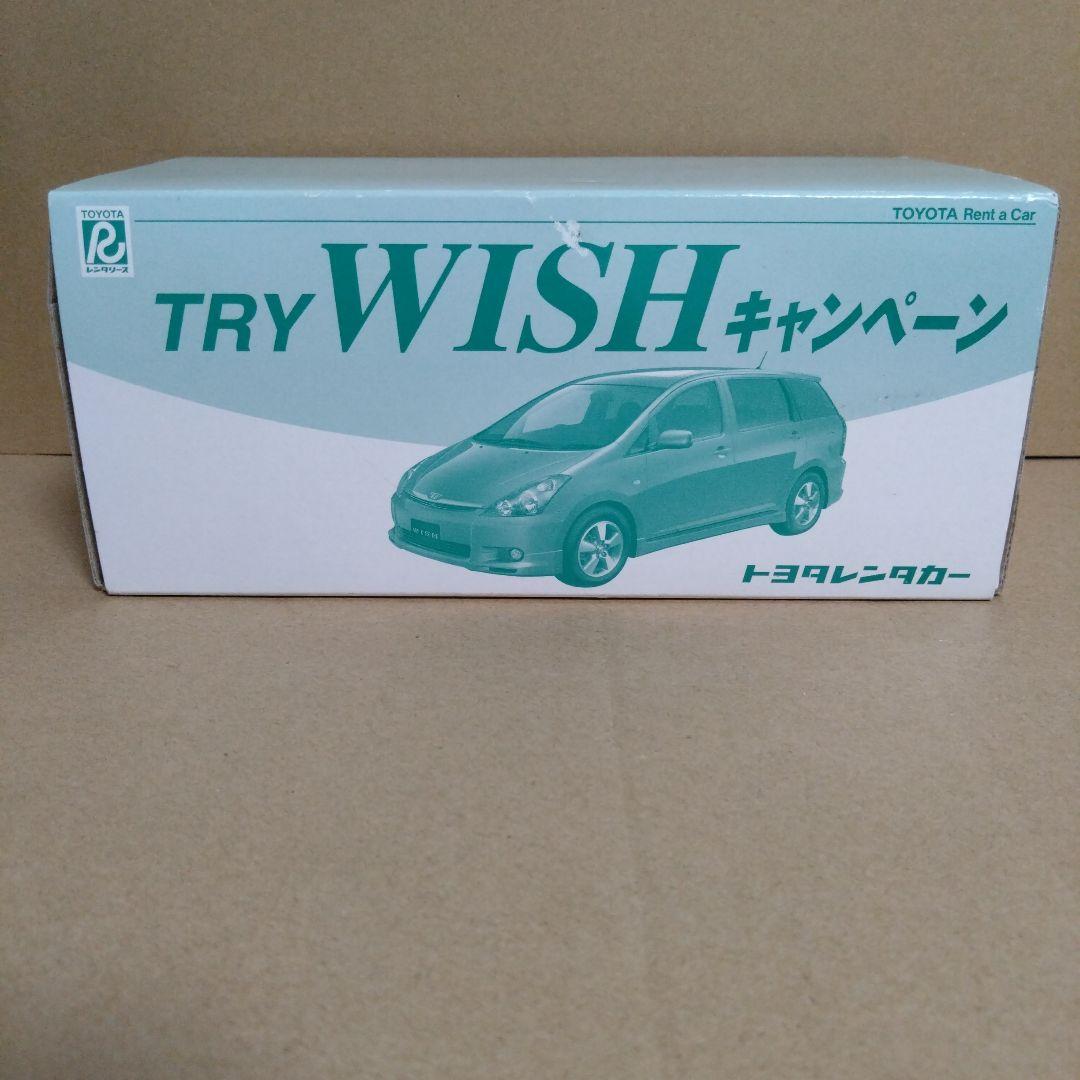 TOYOTA
R
レンタリース
TOYOTA Rent a Car
TRY WISH キャンペーン
WISH
トヨタレンタカー